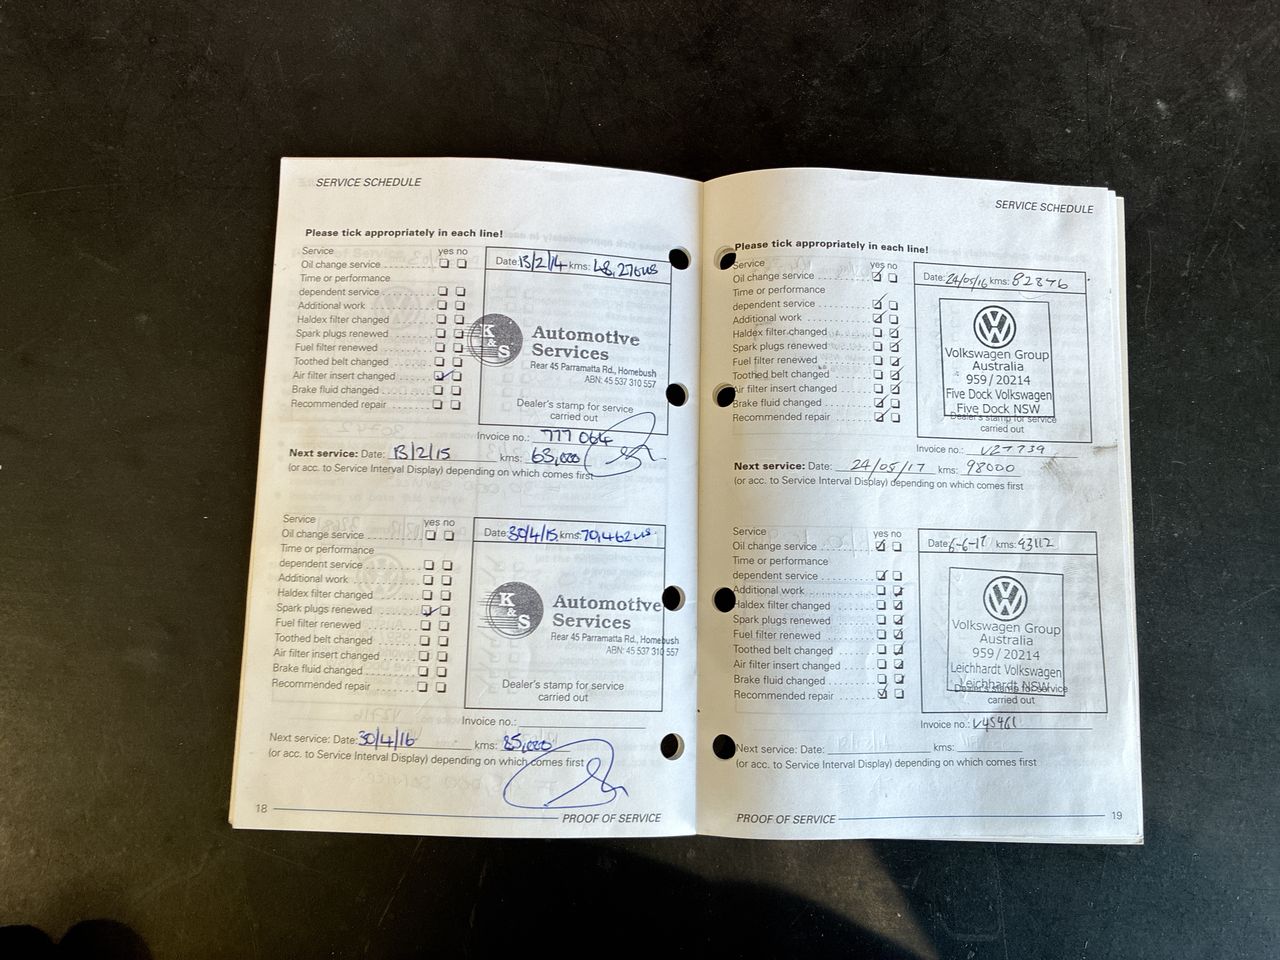 SERVICE SCHEDULE
Please tick appropriately in each line!
Service yes no
Oil change service
Time or performance
dependent service
Additional work
Haldex filter changed
Spark plugs renewed
Fuel filter renewed
Toothed belt changed
Air filter insert changed
Brake fluid changed
Recommended repair
Date: 13/2/14 kms: 48,276
K&S Automotive
Services
Rear 45 Parramatta Rd., Homebush
ABN: 45 537 310 557
Dealer's stamp for service
carried out
Invoice no.: 777 064
Next service: Date: 13/2/15 kms: 63,000
(or acc. to Service Interval Display) depending on which comes first
Service yes no
Oil change service
Time or performance
dependent service
Additional work
Haldex filter changed
Spark plugs renewed
Fuel filter renewed
Toothed belt changed
Air filter insert changed
Brake fluid changed
Recommended repair
Date: 30/4/15 kms: 70,462
K&S Automotive
Services
Rear 45 Parramatta Rd., Homebush
ABN: 45 537 310 557
Dealer's stamp for service
carried out
Invoice no.:
Next service: Date: 30/4/16 kms: 85,000
(or acc. to Service Interval Display) depending on which comes first
18 PROOF OF SERVICE
SERVICE SCHEDULE
Please tick appropriately in each line!
Service yes no
Oil change service
Time or performance
dependent service
Additional work
Haldex filter changed
Spark plugs renewed
Fuel filter renewed
Toothed belt changed
Air filter insert changed
Brake fluid changed
Recommended repair
Date: 24/05/16 kms: 82876
Volkswagen Group
Australia
959 / 20214
Five Dock Volkswagen
Five Dock NSW
Dealer's stamp for service
carried out
Invoice no.: V27739
Next service: Date: 24/05/17 kms: 98000
(or acc. to Service Interval Display) depending on which comes first
Service yes no
Oil change service
Time or performance
dependent service
Additional work
Haldex filter changed
Spark plugs renewed
Fuel filter renewed
Toothed belt changed
Air filter insert changed
Brake fluid changed
Recommended repair
Date: 6-6-17 kms: 93112
Volkswagen Group
Australia
959 / 20214
Leichhardt Volkswagen
Leichhardt NSW
Dealer's stamp for service
carried out
Invoice no.: V45461
Next service: Date: kms:
(or acc. to Service Interval Display) depending on which comes first
PROOF OF SERVICE 19